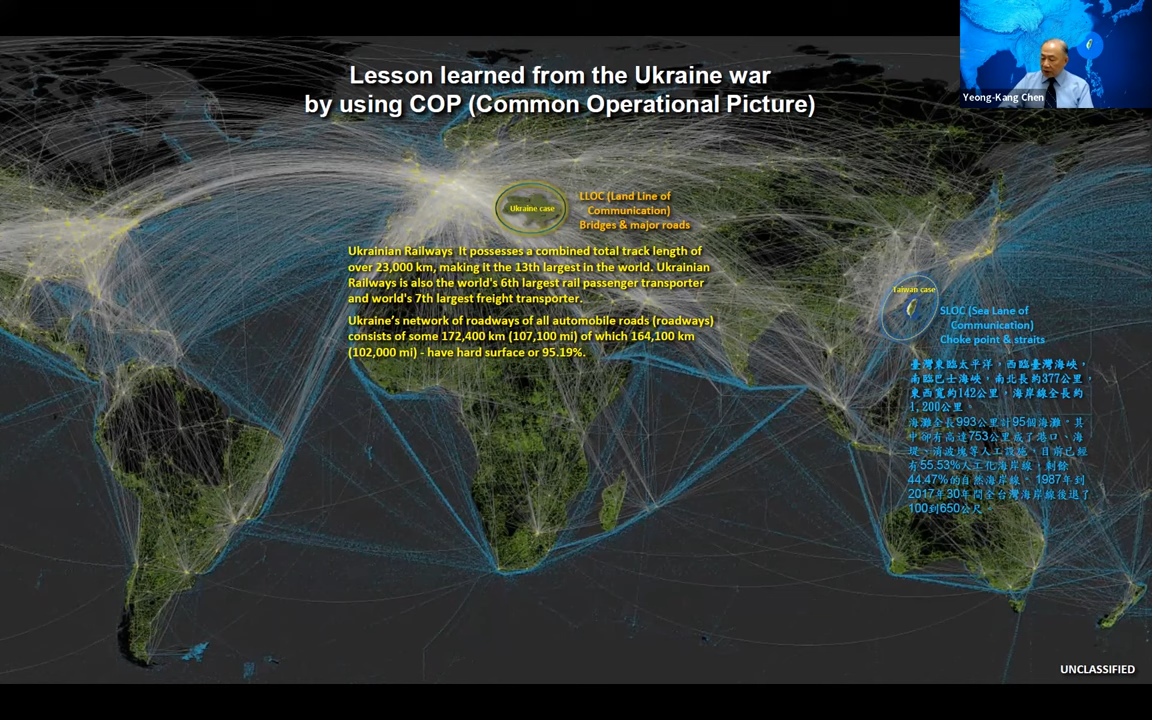 Lesson learned from the Ukraine war
by using COP (Common Operational Picture)
Yeong-Kang Chen
Ukraine case
LLOC (Land Line of
Communication)
Bridges & major roads
Ukrainian Railways It possesses a combined total track length of
over 23,000 km, making it the 13th largest in the world. Ukrainian
Railways is also the world's 6th largest rail passenger transporter
and world's 7th largest freight transporter.
Ukraine's network of roadways of all automobile roads (roadways)
consists of some 172,400 km (107,100 mi) of which 164,100 km
(102,000 mi) - have hard surface or 95.19%.
Taiwan case
SLOC (Sea Lane of
Communication)
Choke point & straits
臺灣東臨太平洋，西臨臺灣海峽，
南臨巴士海峽，南北長約377公里，
東西寬約142公里，海岸線全長約
1,200公里。
海灘全長993公里計95個海灘，其
中卻有高達753公里成了港口、海
堤、消波塊等人工設施，目前已經
有55.53%人工化海岸線，剩餘
44.47%的自然海岸線。1987年到
2017年30年間全台灣海岸線後退了
100到650公尺。
UNCLASSIFIED